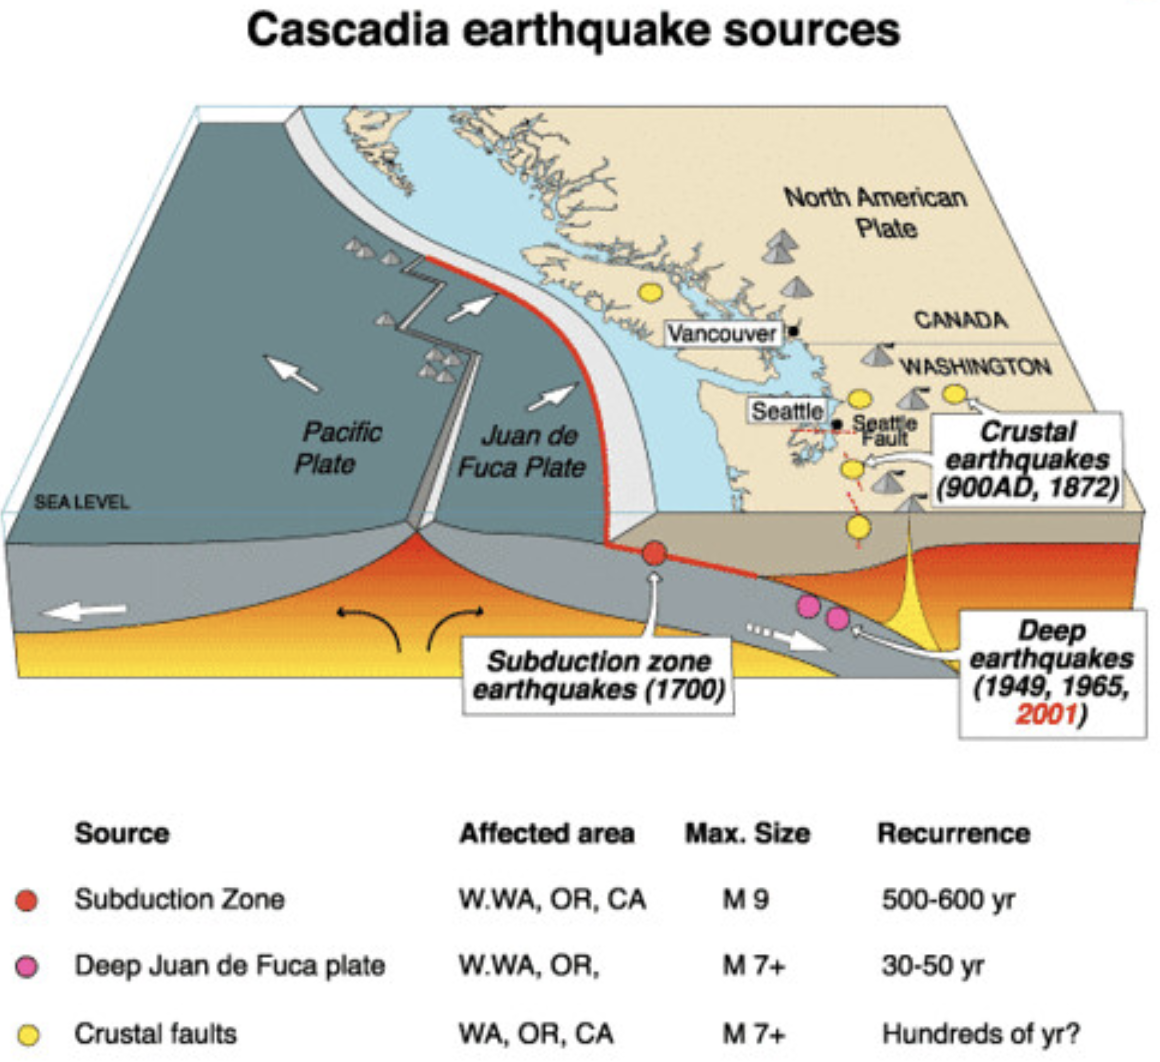 Cascadia earthquake sources
North American
Plate
CANADA
Vancouver
WASHINGTON
Seattle
Seattle
Fault
Crustal
earthquakes
(900AD, 1872)
Pacific
Plate
Juan de
Fuca Plate
SEA LEVEL
Subduction zone
earthquakes (1700)
Deep
earthquakes
(1949, 1965,
2001)
Source Affected area Max. Size Recurrence
Subduction Zone W.WA, OR, CA M 9 500-600 yr
Deep Juan de Fuca plate W.WA, OR, M 7+ 30-50 yr
Crustal faults WA, OR, CA M 7+ Hundreds of yr?